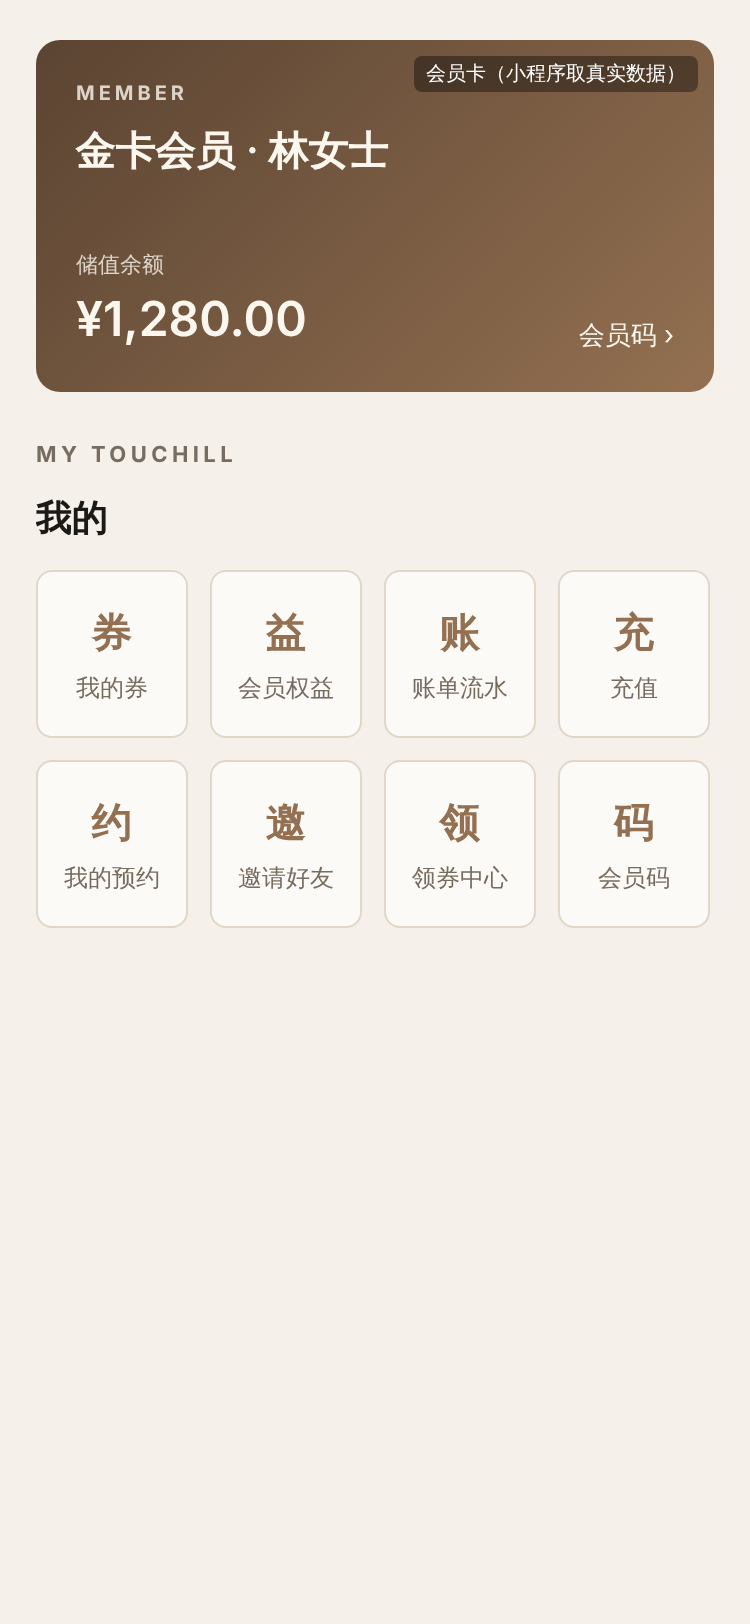 会员卡（小程序取真实数据）
MEMBER
金卡会员 · 林女士
储值余额
¥1,280.00
会员码 ›
MY TOUCHILL
我的
券 益 账 充
我的券 会员权益 账单流水 充值
约 邀 领 码
我的预约 邀请好友 领券中心 会员码